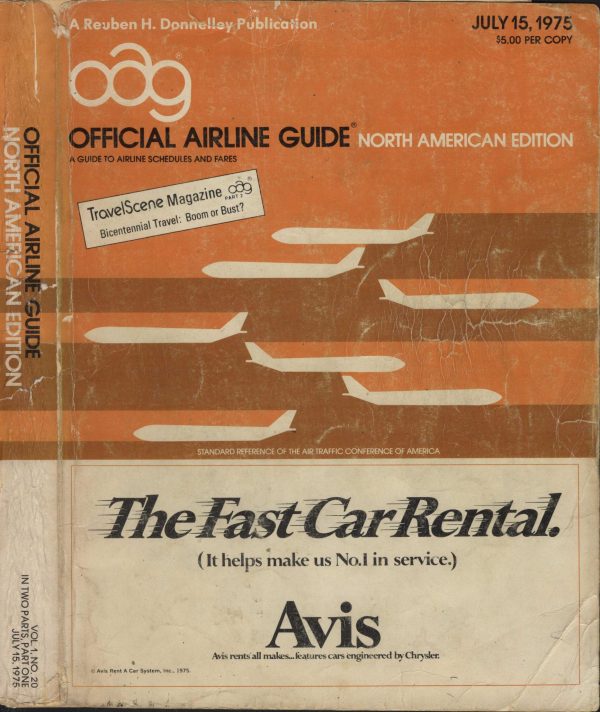 A Reuben H. Donnelley Publication
JULY 15, 1975
$5.00 PER COPY
oag®
OFFICIAL AIRLINE GUIDE® NORTH AMERICAN EDITION
A GUIDE TO AIRLINE SCHEDULES AND FARES
TravelScene Magazine oag®
PART 2
Bicentennial Travel: Boom or Bust?
STANDARD REFERENCE OF THE AIR TRAFFIC CONFERENCE OF AMERICA
The Fast Car Rental.
(It helps make us No.1 in service.)
Avis
Avis rents all makes...features cars engineered by Chrysler.
© Avis Rent A Car System, Inc., 1975.
OFFICIAL AIRLINE GUIDE
NORTH AMERICAN EDITION
VOL 1, NO. 20
IN TWO PARTS, PART ONE
JULY 15, 1975